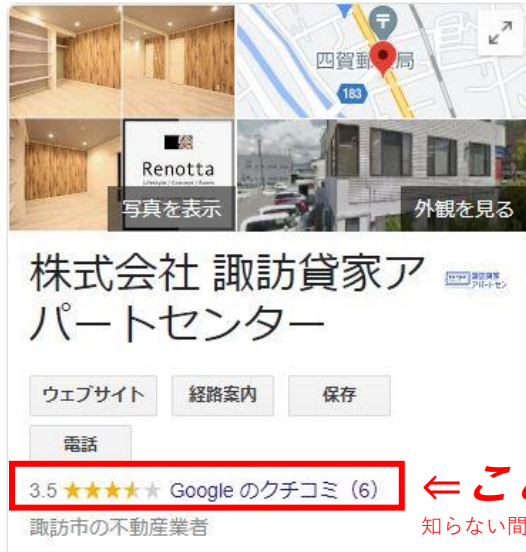 四賀郵
局
183
Renotta
Lifestyle / Concept / Room
写真を表示
外観を見る
株式会社 諏訪貸家ア
パートセンター
ウェブサイト
経路案内
保存
電話
3.5 ★★★★★ Google のクチコミ（6）
⇐こ
諏訪市の不動産業者
知らない間